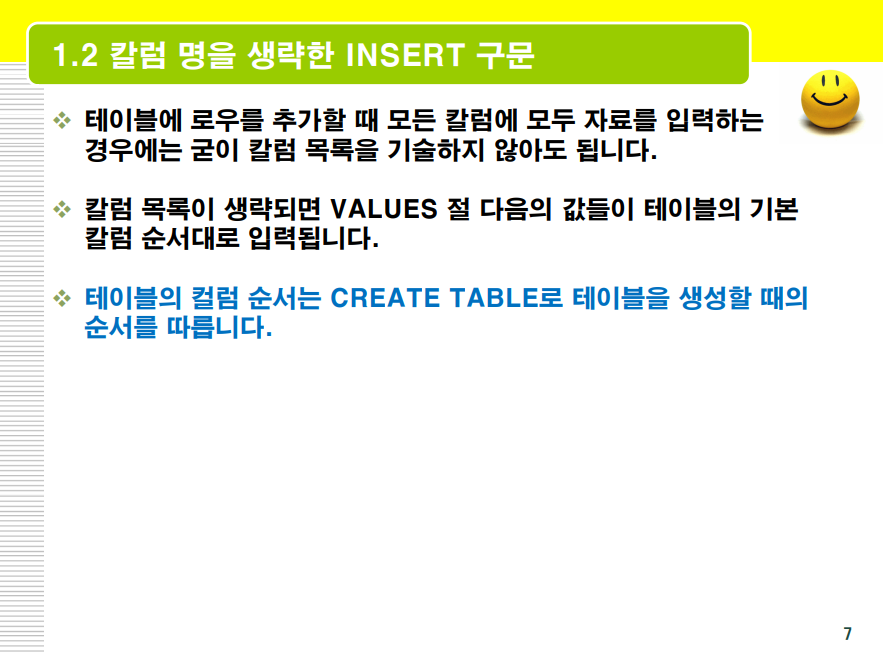 1.2 칼럼 명을 생략한 INSERT 구문
테이블에 로우를 추가할 때 모든 칼럼에 모두 자료를 입력하는
경우에는 굳이 칼럼 목록을 기술하지 않아도 됩니다.
칼럼 목록이 생략되면 VALUES 절 다음의 값들이 테이블의 기본
칼럼 순서대로 입력됩니다.
테이블의 컬럼 순서는 CREATE TABLE로 테이블을 생성할 때의
순서를 따릅니다.
7